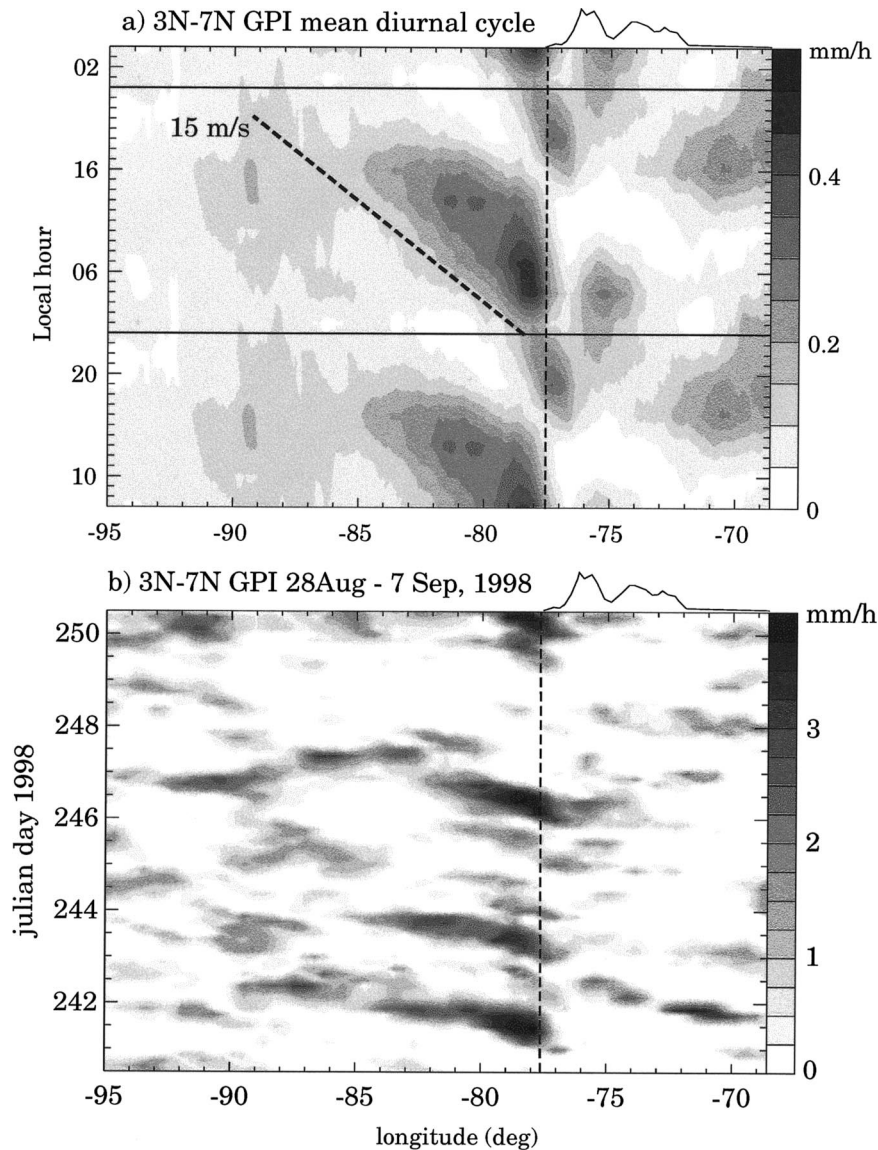 a) 3N-7N GPI mean diurnal cycle
mm/h
02
15 m/s
16
0.4
06
Local hour
0.2
20
10
0
-95 -90 -85 -80 -75 -70
b) 3N-7N GPI 28Aug - 7 Sep, 1998
mm/h
250
3
248
julian day 1998
246
2
244
1
242
0
-95 -90 -85 -80 -75 -70
longitude (deg)